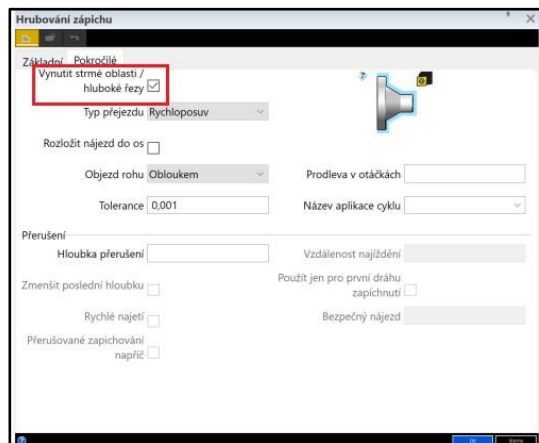 Hrubování zápichu
Základní Pokročilé
Vynutit strmé oblasti /
hluboké řezy
Typ přejezdu Rychloposuv
Rozložit nájezd do os
Objezd rohu Obloukem Prodleva v otáčkách
Tolerance 0,001 Název aplikace cyklu
Přerušení
Hloubka přerušení Vzdálenost najíždění
Zmenšit poslední hloubku Použít jen pro první dráhu
zapíchnutí
Rychlé najetí Bezpečný nájezd
Přerušované zapichování
napříč
OK Storno